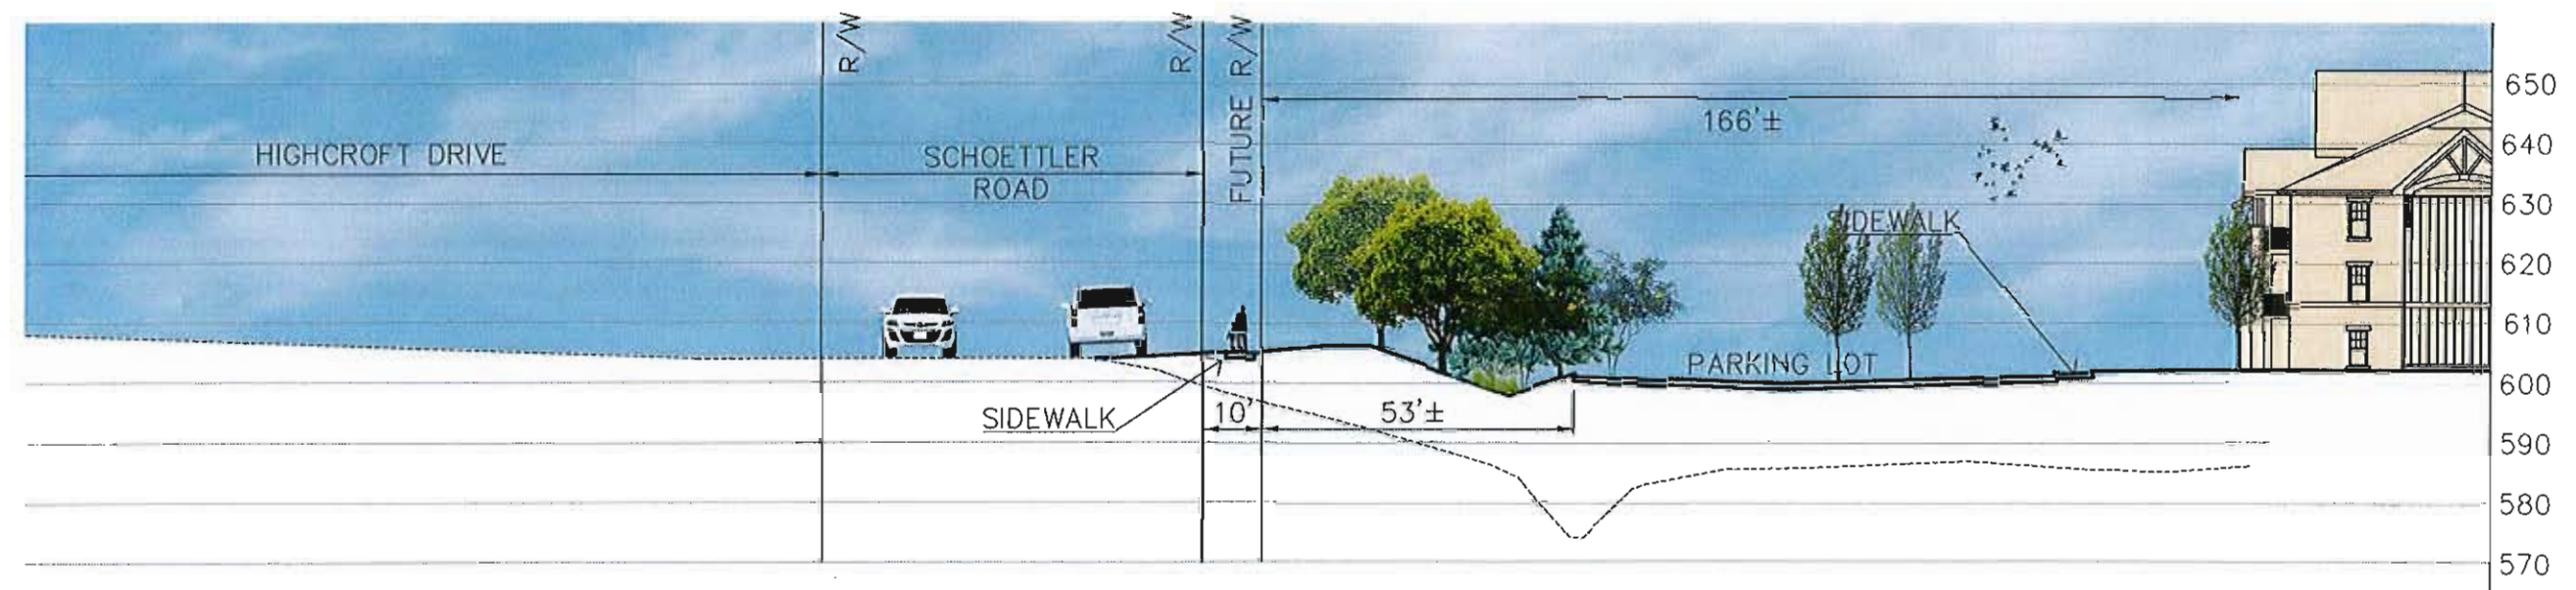 R/W
R/W
FUTURE R/W
166'±
HIGHCROFT DRIVE
SCHOETTLER
ROAD
SIDEWALK
PARKING LOT
SIDEWALK
10'
53'±
650
640
630
620
610
600
590
580
570